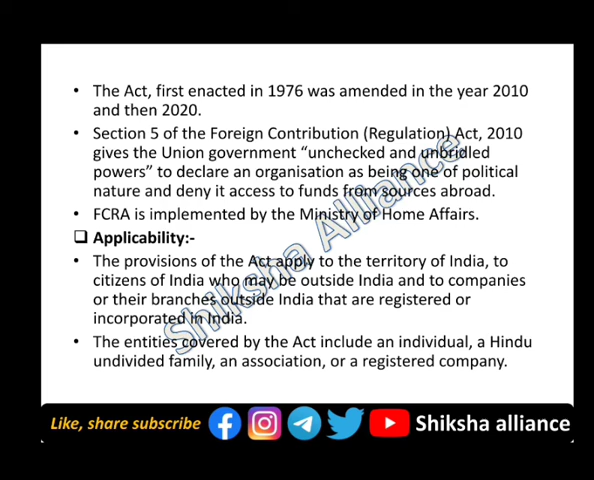 • The Act, first enacted in 1976 was amended in the year 2010
and then 2020.
• Section 5 of the Foreign Contribution (Regulation) Act, 2010
gives the Union government “unchecked and unbridled
powers” to declare an organisation as being one of political
nature and deny it access to funds from sources abroad.
• FCRA is implemented by the Ministry of Home Affairs.
❑ Applicability:-
• The provisions of the Act apply to the territory of India, to
citizens of India who may be outside India and to companies
or their branches outside India that are registered or
incorporated in India.
• The entities covered by the Act include an individual, a Hindu
undivided family, an association, or a registered company.
Shiksha Alliance
Like, share subscribe Shiksha alliance